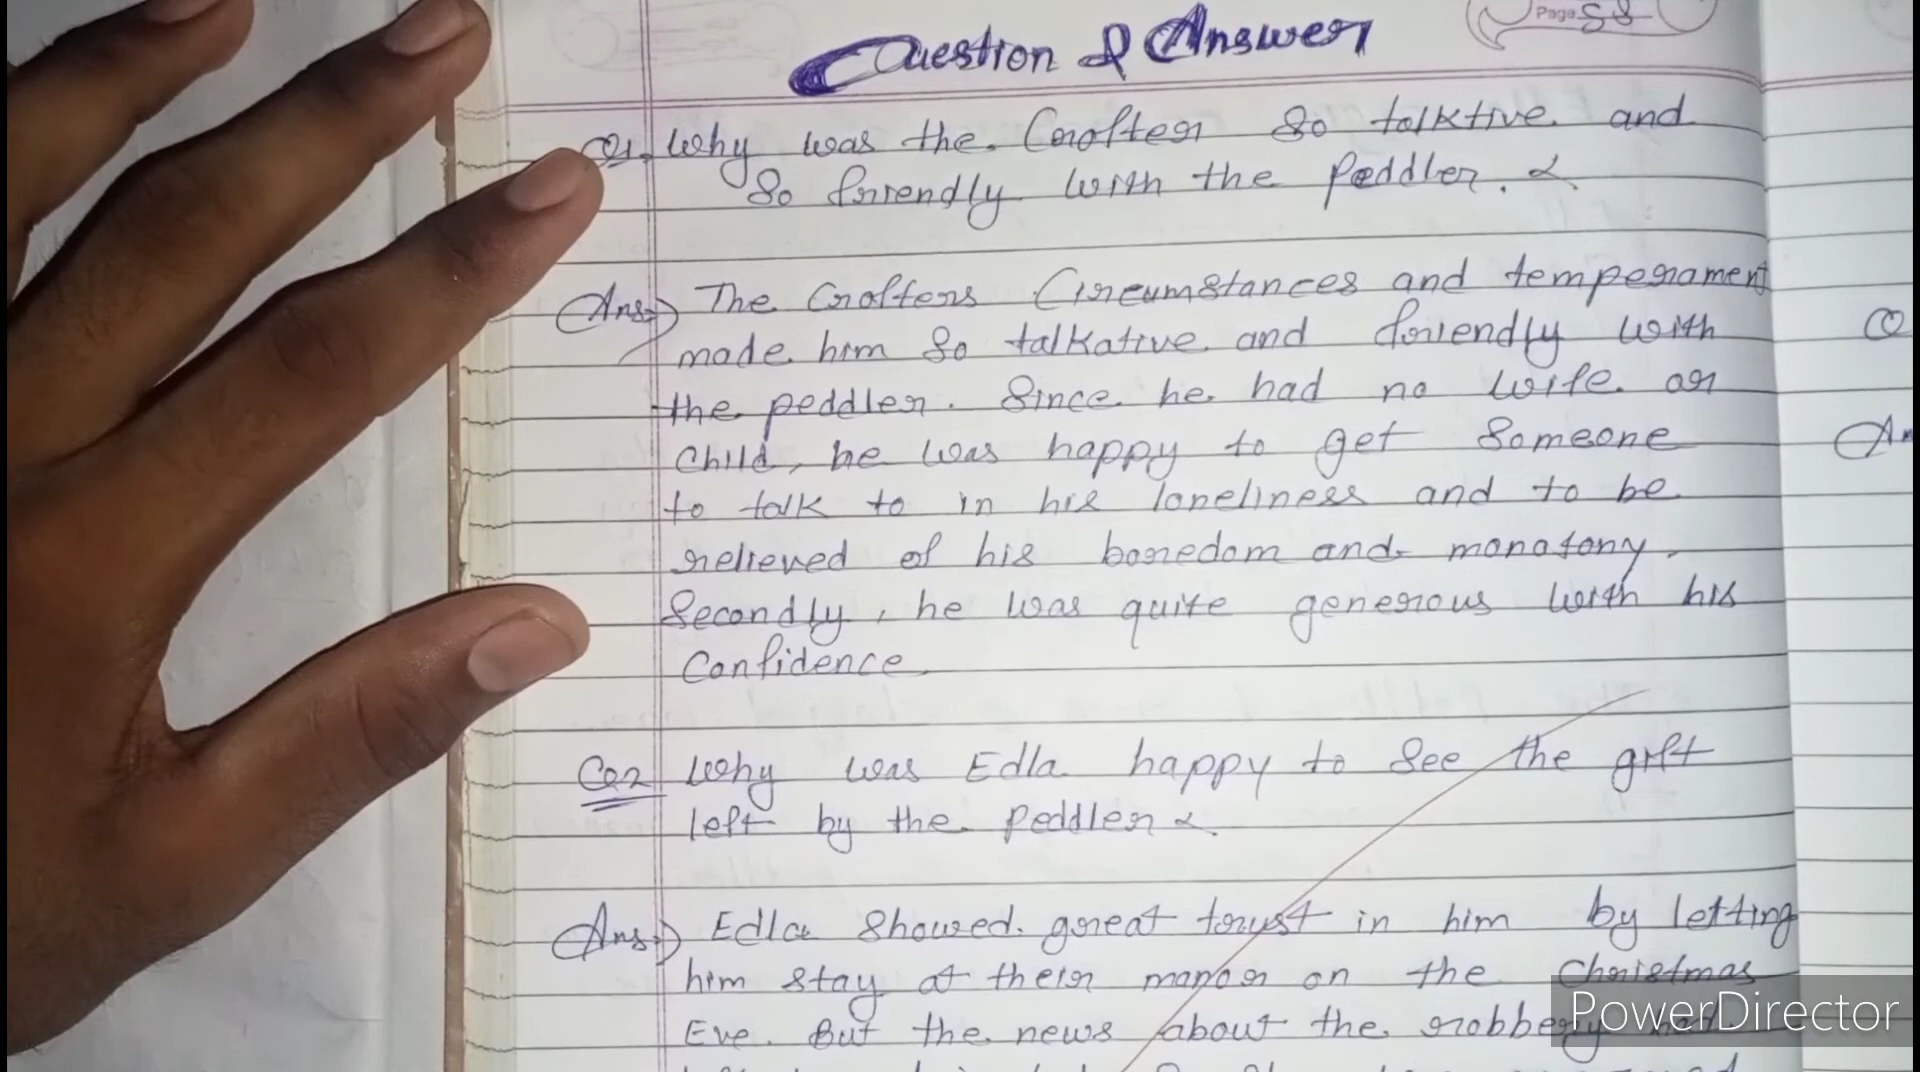 Page 58
Question & Answer
Q1. Why was the Crofter so talktive and
so friendly with the Peddler. ?
Ans:) The Crofters Circumstances and temperament
made him so talkative and friendly with
the peddler. Since he had no wife or
child, he was happy to get someone
to talk to in his loneliness and to be
relieved of his boredom and monotony.
Secondly, he was quite generous with his
Confidence
Q2 Why was Edla happy to see the gift
left by the Peddler ?
Ans:) Edla showed great trust in him by letting
him stay at their manor on the Christmas
Eve. But the news about the robbery had
Q
An
PowerDirector